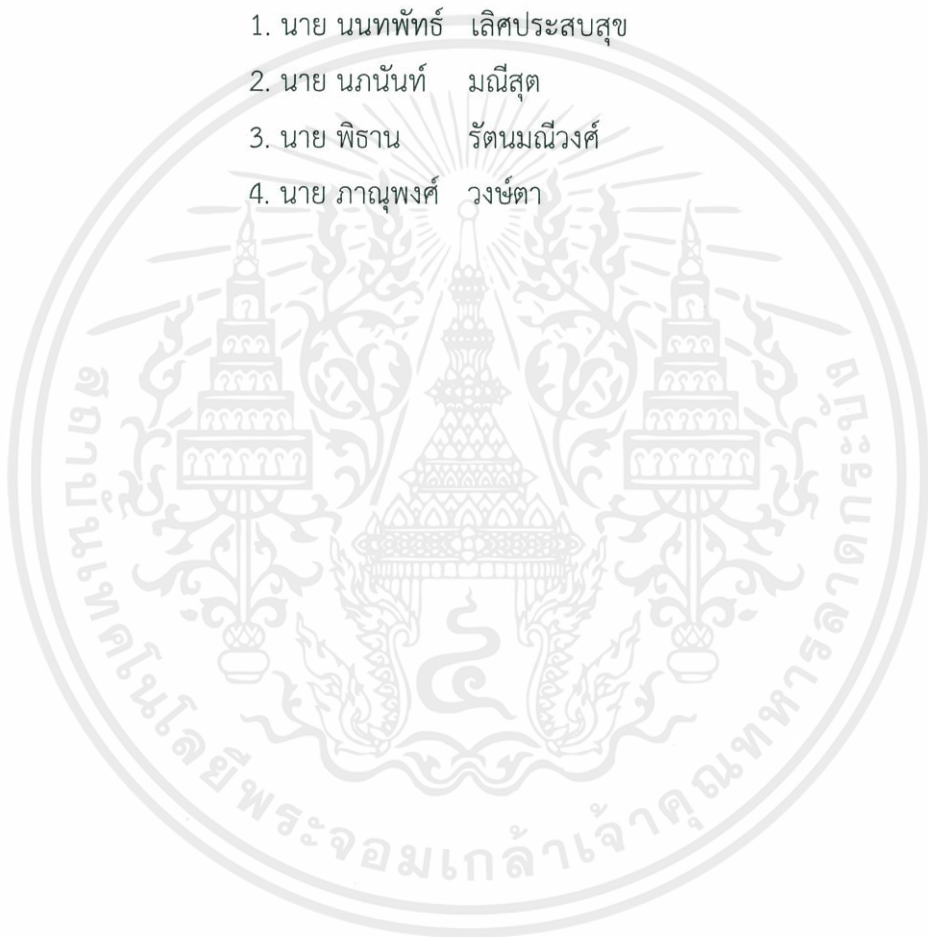 1. นาย นนทพัทธ์ เลิศประสบสุข
2. นาย นภนันท์ มณีสุต
3. นาย พิธาน รัตนมณีวงศ์
4. นาย ภาณุพงศ์ วงษ์ตา
สถาบันเทคโนโลยีพระจอมเกล้าเจ้าคุณทหารลาดกระบัง
๔